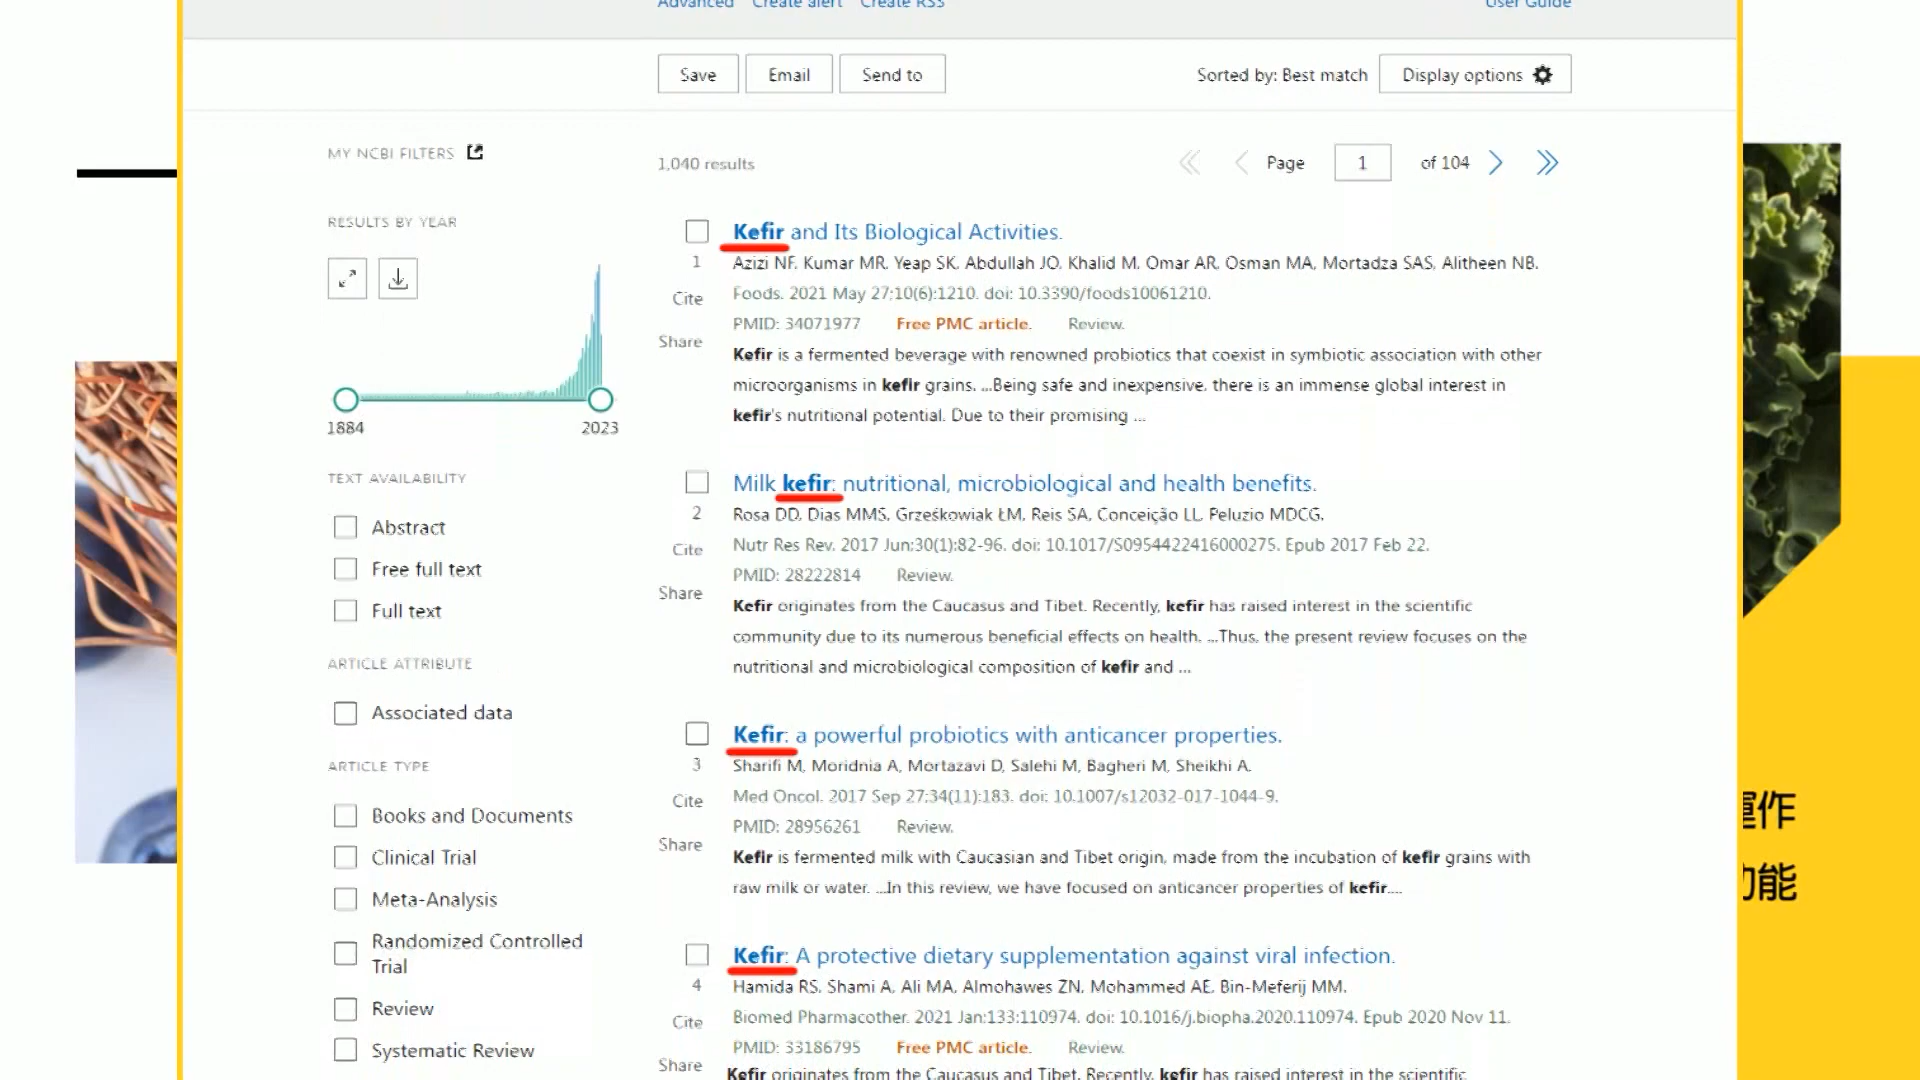 Advanced Create alert Create RSS User Guide
Save Email Send to Sorted by: Best match Display options
MY NCBI FILTERS
1,040 results
Page 1 of 104
RESULTS BY YEAR
1884 2023
TEXT AVAILABILITY
Abstract
Free full text
Full text
ARTICLE ATTRIBUTE
Associated data
ARTICLE TYPE
Books and Documents
Clinical Trial
Meta-Analysis
Randomized Controlled
Trial
Review
Systematic Review
Kefir and Its Biological Activities.
1
Cite
Share
Azizi NF, Kumar MR, Yeap SK, Abdullah JO, Khalid M, Omar AR, Osman MA, Mortadza SAS, Alitheen NB.
Foods. 2021 May 27;10(6):1210. doi: 10.3390/foods10061210.
PMID: 34071977 Free PMC article. Review.
Kefir is a fermented beverage with renowned probiotics that coexist in symbiotic association with other
microorganisms in kefir grains. ...Being safe and inexpensive, there is an immense global interest in
kefir's nutritional potential. Due to their promising ...
Milk kefir: nutritional, microbiological and health benefits.
2
Cite
Share
Rosa DD, Dias MMS, Grześkowiak ŁM, Reis SA, Conceição LL, Peluzio MDCG.
Nutr Res Rev. 2017 Jun;30(1):82-96. doi: 10.1017/S0954422416000275. Epub 2017 Feb 22.
PMID: 28222814 Review.
Kefir originates from the Caucasus and Tibet. Recently, kefir has raised interest in the scientific
community due to its numerous beneficial effects on health. ...Thus, the present review focuses on the
nutritional and microbiological composition of kefir and ...
Kefir: a powerful probiotics with anticancer properties.
3
Cite
Share
Sharifi M, Moridnia A, Mortazavi D, Salehi M, Bagheri M, Sheikhi A.
Med Oncol. 2017 Sep 27;34(11):183. doi: 10.1007/s12032-017-1044-9.
PMID: 28956261 Review.
Kefir is fermented milk with Caucasian and Tibet origin, made from the incubation of kefir grains with
raw milk or water. ...In this review, we have focused on anticancer properties of kefir....
Kefir: A protective dietary supplementation against viral infection.
4
Cite
Share
Hamida RS, Shami A, Ali MA, Almohawes ZN, Mohammed AE, Bin-Meferij MM.
Biomed Pharmacother. 2021 Jan;133:110974. doi: 10.1016/j.biopha.2020.110974. Epub 2020 Nov 11.
PMID: 33186795 Free PMC article. Review.
Kefir originates from the Caucasus and Tibet. Recently, kefir has raised interest in the scientific
運作
功能